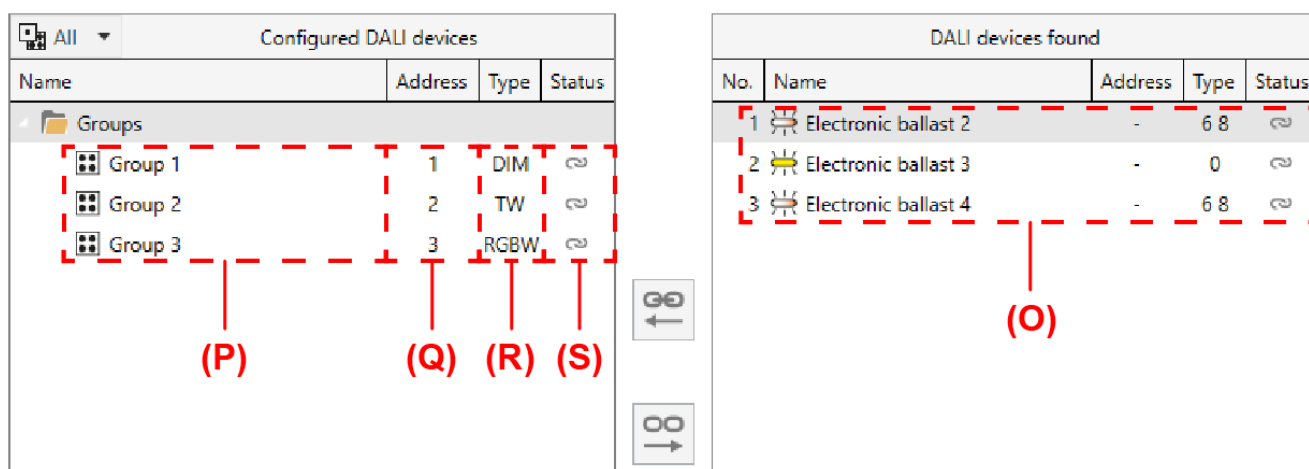 All Configured DALI devices
Name Address Type Status
Groups
Group 1 1 DIM
Group 2 2 TW
Group 3 3 RGBW
(P) (Q) (R) (S)
DALI devices found
No. Name Address Type Status
1 Electronic ballast 2 - 6 8
2 Electronic ballast 3 - 0
3 Electronic ballast 4 - 6 8
(O)